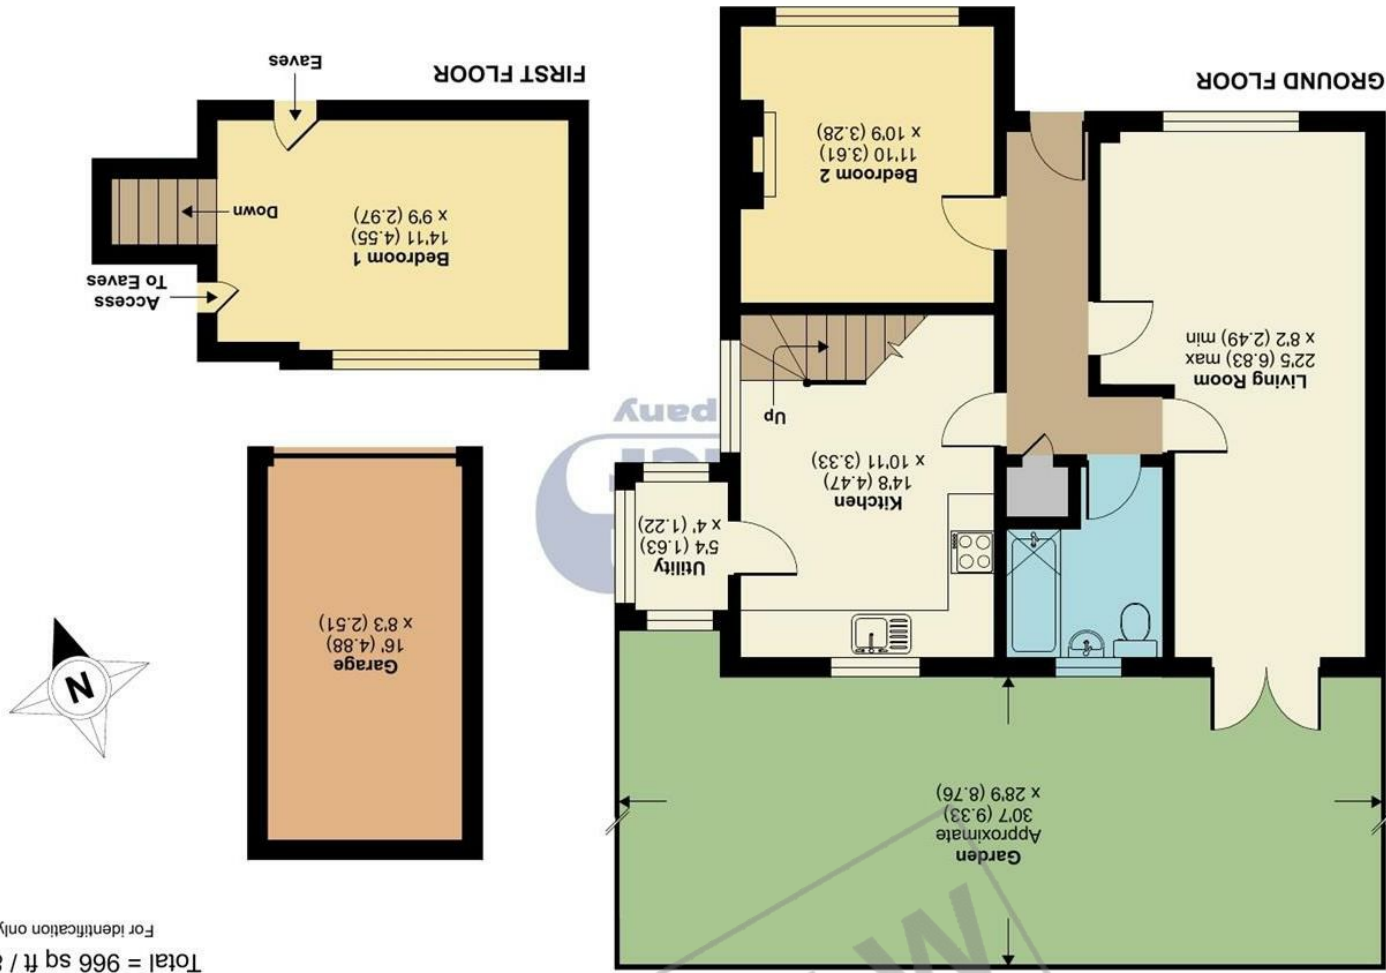 Total = 966 sq ft /
For identification only
Garden
Approximate
30'7 (9.33)
x 28'9 (8.76)
Garage
16' (4.88)
x 8'3 (2.51)
N
Utility
5'4 (1.63)
x 4' (1.22)
Kitchen
14'8 (4.47)
x 10'11 (3.33)
Up
Living Room
22'5 (6.83) max
x 8'2 (2.49) min
Bedroom 2
11'10 (3.61)
x 10'9 (3.28)
GROUND FLOOR
Access
To Eaves
Bedroom 1
14'11 (4.55)
x 9'9 (2.97)
Down
Eaves
FIRST FLOOR
pany
W